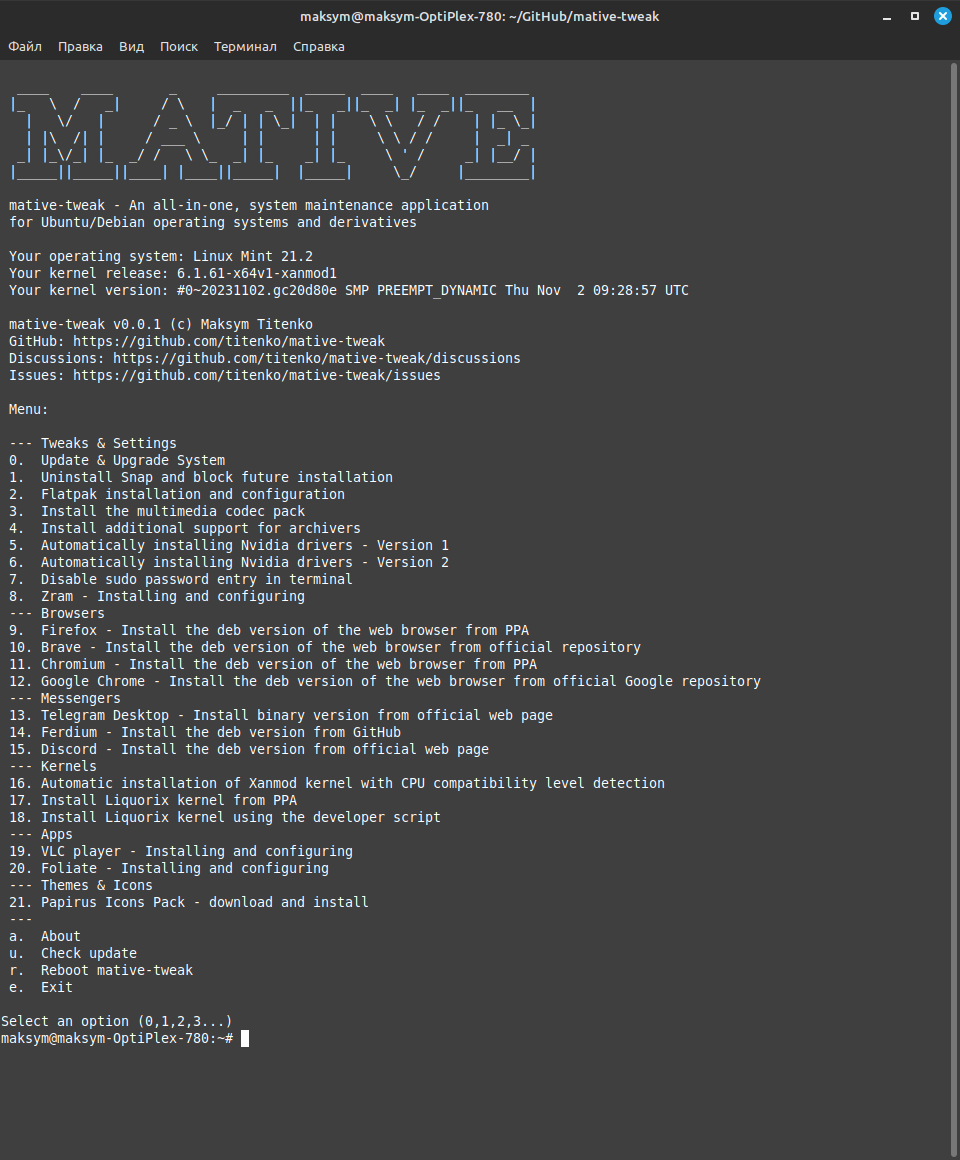 maksym@maksym-OptiPlex-780: ~/GitHub/mative-tweak
Файл Правка Вид Поиск Терминал Справка
MATIVE
mative-tweak - An all-in-one, system maintenance application
for Ubuntu/Debian operating systems and derivatives
Your operating system: Linux Mint 21.2
Your kernel release: 6.1.61-x64v1-xanmod1
Your kernel version: #0~20231102.gc20d80e SMP PREEMPT_DYNAMIC Thu Nov  2 09:28:57 UTC
mative-tweak v0.0.1 (c) Maksym Titenko
GitHub: https://github.com/titenko/mative-tweak
Discussions: https://github.com/titenko/mative-tweak/discussions
Issues: https://github.com/titenko/mative-tweak/issues
Menu:
--- Tweaks & Settings
0.  Update & Upgrade System
1.  Uninstall Snap and block future installation
2.  Flatpak installation and configuration
3.  Install the multimedia codec pack
4.  Install additional support for archivers
5.  Automatically installing Nvidia drivers - Version 1
6.  Automatically installing Nvidia drivers - Version 2
7.  Disable sudo password entry in terminal
8.  Zram - Installing and configuring
--- Browsers
9.  Firefox - Install the deb version of the web browser from PPA
10. Brave - Install the deb version of the web browser from official repository
11. Chromium - Install the deb version of the web browser from PPA
12. Google Chrome - Install the deb version of the web browser from official Google repository
--- Messengers
13. Telegram Desktop - Install binary version from official web page
14. Ferdium - Install the deb version from GitHub
15. Discord - Install the deb version from official web page
--- Kernels
16. Automatic installation of Xanmod kernel with CPU compatibility level detection
17. Install Liquorix kernel from PPA
18. Install Liquorix kernel using the developer script
--- Apps
19. VLC player - Installing and configuring
20. Foliate - Installing and configuring
--- Themes & Icons
21. Papirus Icons Pack - download and install
---
a.  About
u.  Check update
r.  Reboot mative-tweak
e.  Exit
Select an option (0,1,2,3...)
maksym@maksym-OptiPlex-780:~#